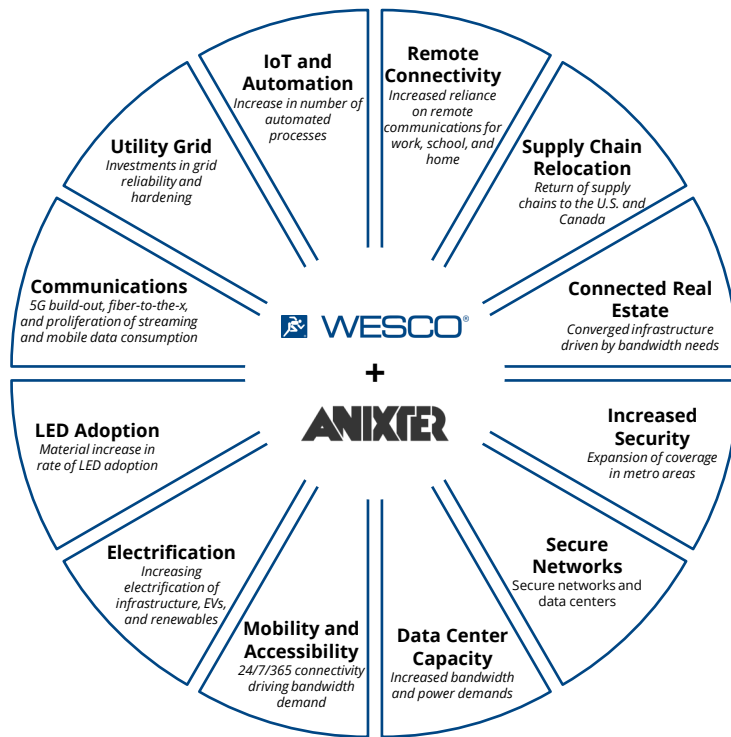 IoT and
Automation
Increase in number of
automated
processes
Remote
Connectivity
Increased reliance
on remote
communications for
work, school, and
home
Supply Chain
Relocation
Return of supply
chains to the U.S. and
Canada
Connected Real
Estate
Converged infrastructure
driven by bandwidth needs
Increased
Security
Expansion of coverage
in metro areas
Secure
Networks
Secure networks and
data centers
Data Center
Capacity
Increased bandwidth
and power demands
Mobility and
Accessibility
24/7/365 connectivity
driving bandwidth
demand
Electrification
Increasing
electrification of
infrastructure, EVs,
and renewables
LED Adoption
Material increase in
rate of LED adoption
Communications
5G build-out, fiber-to-the-x,
and proliferation of streaming
and mobile data consumption
Utility Grid
Investments in grid
reliability and
hardening
WESCO®
+
ANIXTER